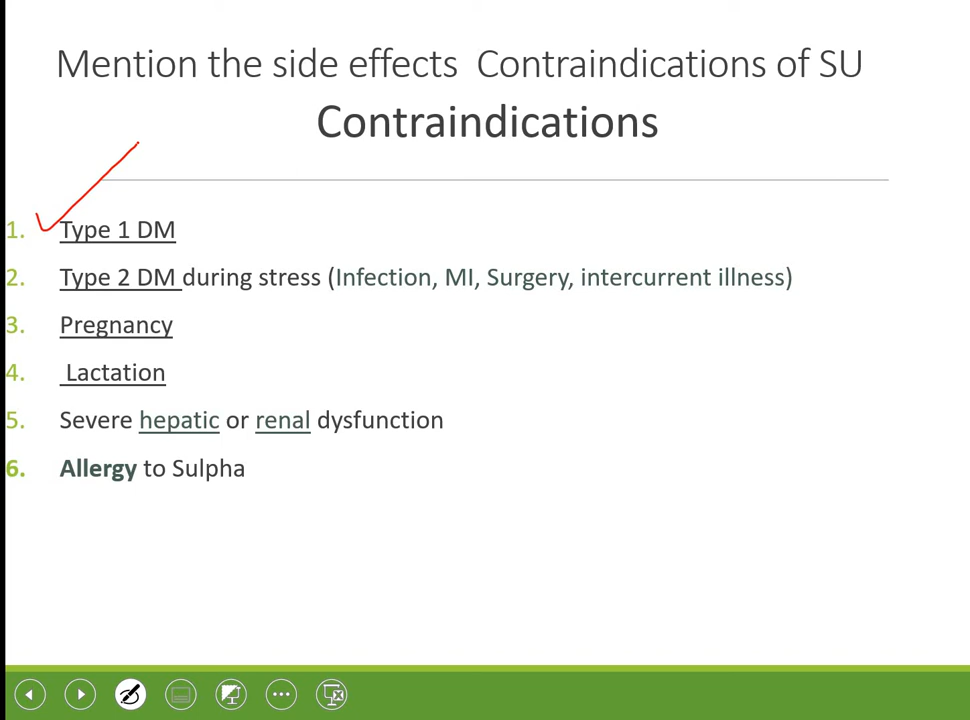 Mention the side effects Contraindications of SU
Contraindications
1. Type 1 DM
2. Type 2 DM during stress (Infection, MI, Surgery, intercurrent illness)
3. Pregnancy
4. Lactation
5. Severe hepatic or renal dysfunction
6. Allergy to Sulpha